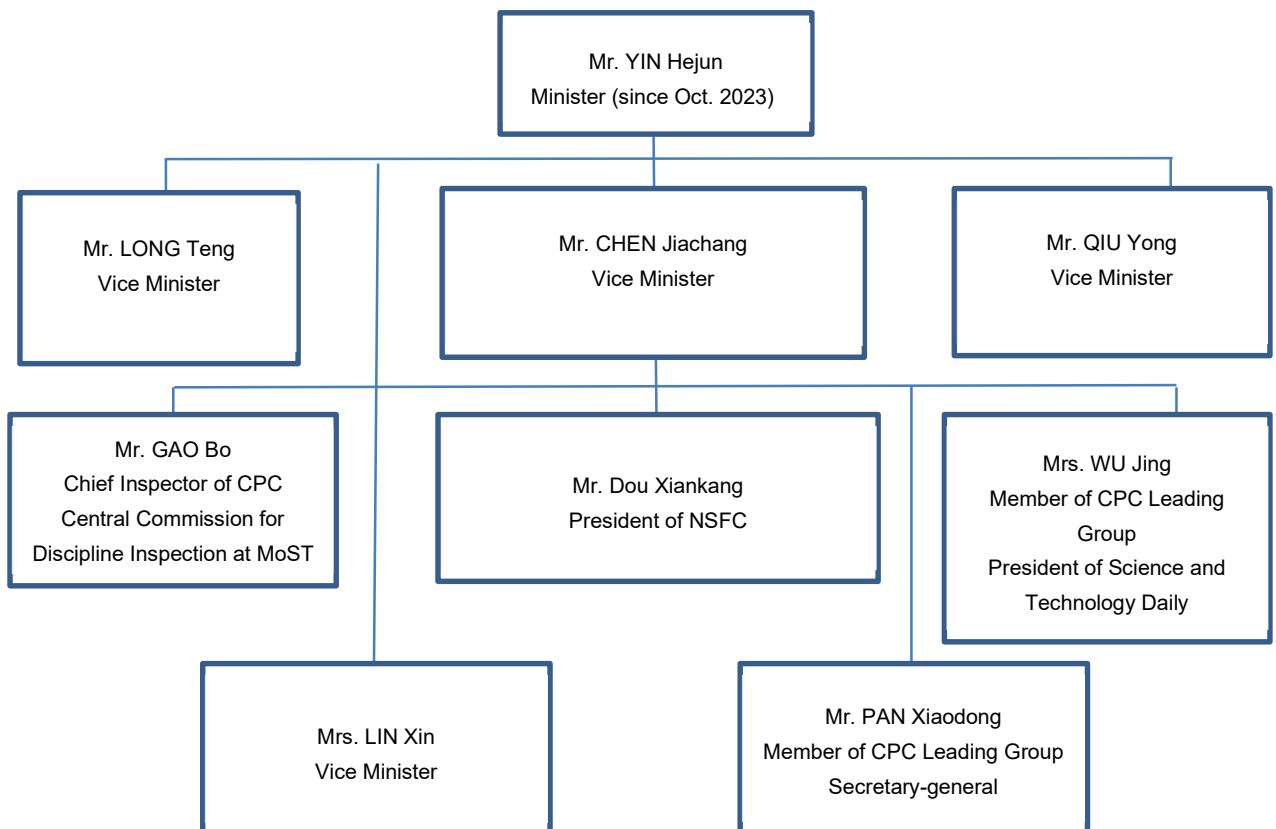 Mr. YIN Hejun
Minister (since Oct. 2023)
Mr. LONG Teng
Vice Minister
Mr. CHEN Jiachang
Vice Minister
Mr. QIU Yong
Vice Minister
Mr. GAO Bo
Chief Inspector of CPC
Central Commission for
Discipline Inspection at MoST
Mr. Dou Xiankang
President of NSFC
Mrs. WU Jing
Member of CPC Leading
Group
President of Science and
Technology Daily
Mrs. LIN Xin
Vice Minister
Mr. PAN Xiaodong
Member of CPC Leading Group
Secretary-general